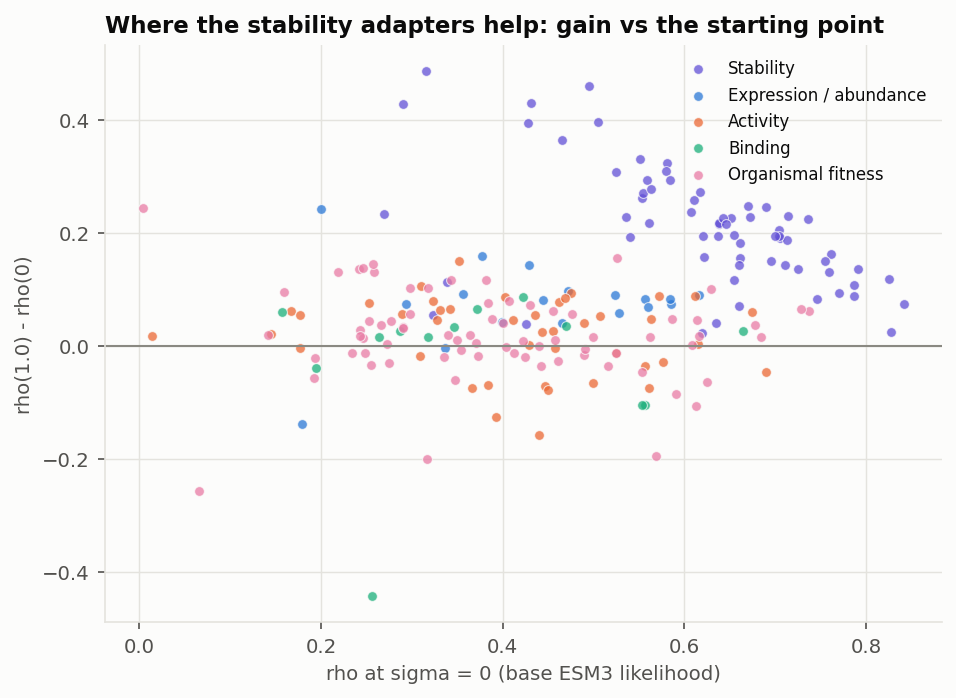 Where the stability adapters help: gain vs the starting point
Stability
Expression / abundance
Activity
Binding
Organismal fitness
rho(1.0) - rho(0)
0.4
0.2
0.0
−0.2
−0.4
0.0 0.2 0.4 0.6 0.8
rho at sigma = 0 (base ESM3 likelihood)